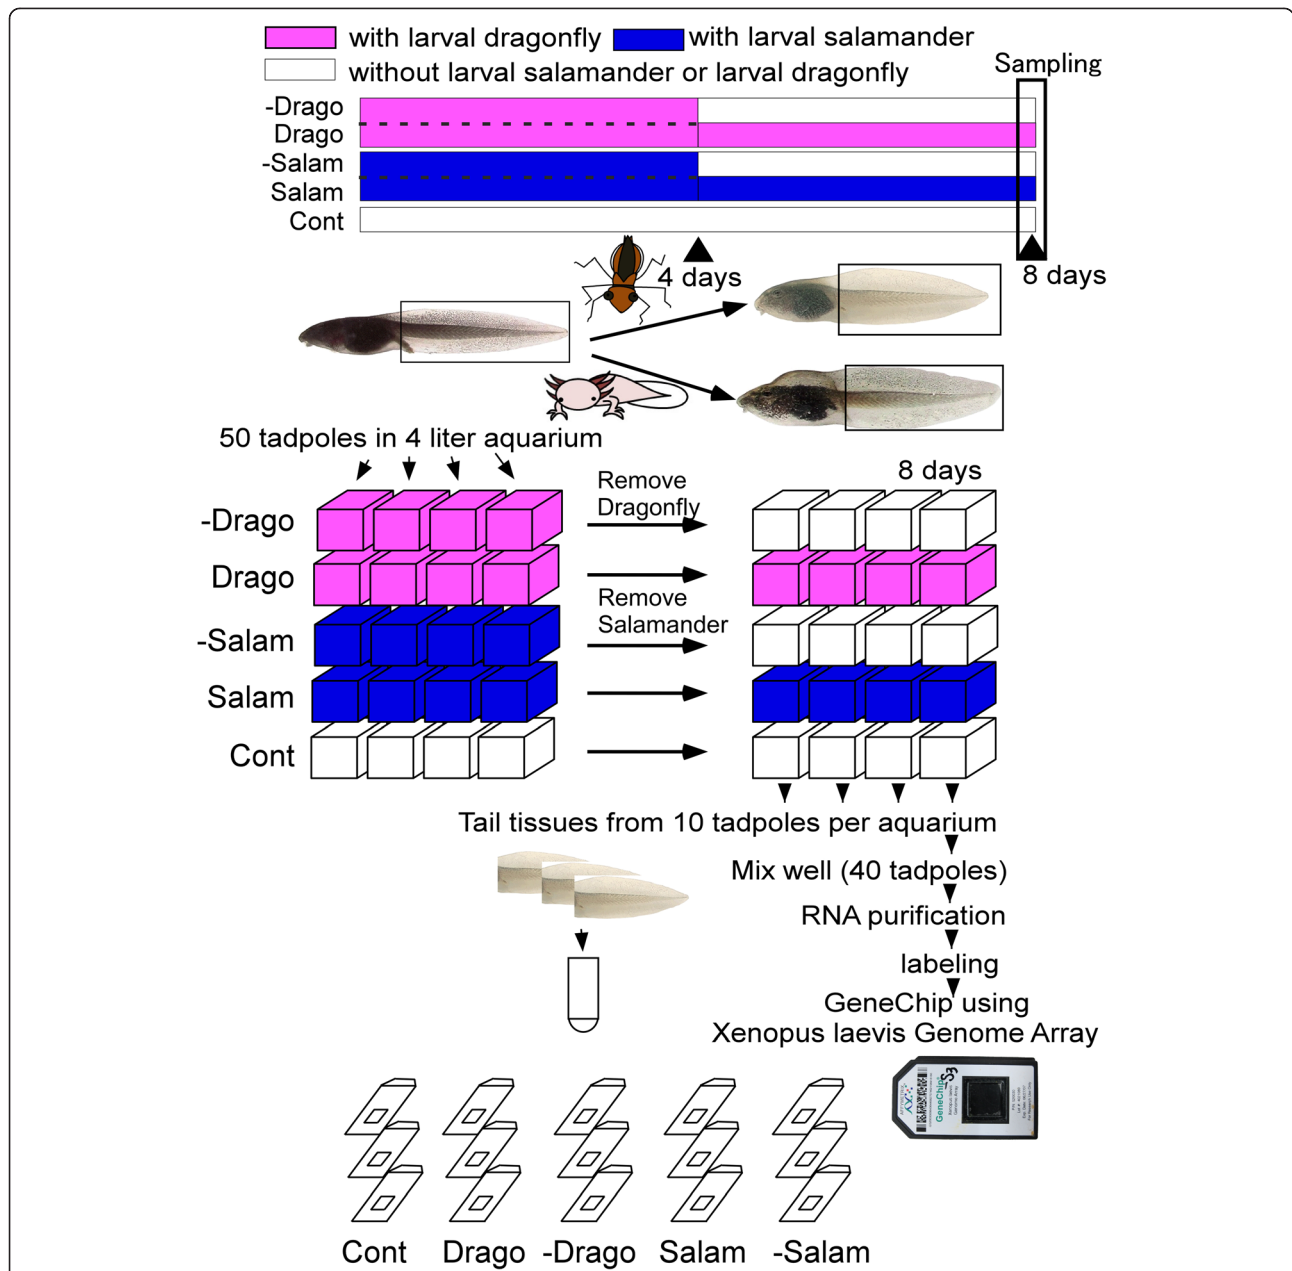 with larval dragonfly
with larval salamander
without larval salamander or larval dragonfly
Sampling
-Drago
Drago
-Salam
Salam
Cont
4 days
8 days
50 tadpoles in 4 liter aquarium
8 days
Remove
Dragonfly
-Drago
Drago
Remove
Salamander
-Salam
Salam
Cont
Tail tissues from 10 tadpoles per aquarium
Mix well (40 tadpoles)
RNA purification
labeling
GeneChip using
Xenopus laevis Genome Array
GeneChip
Cont
Drago
-Drago
Salam
-Salam